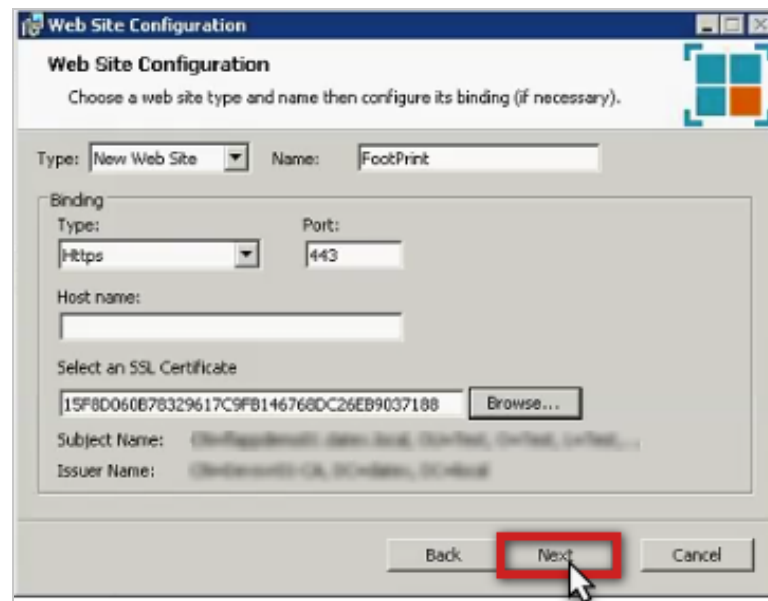 Web Site Configuration
Web Site Configuration
Choose a web site type and name then configure its binding (if necessary).
Type: New Web Site Name: FootPrint
Binding
Type: Port:
Https 443
Host name:
Select an SSL Certificate
15F8D060B78329617C9FB146768DC26EB9037188 Browse...
Subject Name:
Issuer Name:
Back Next Cancel